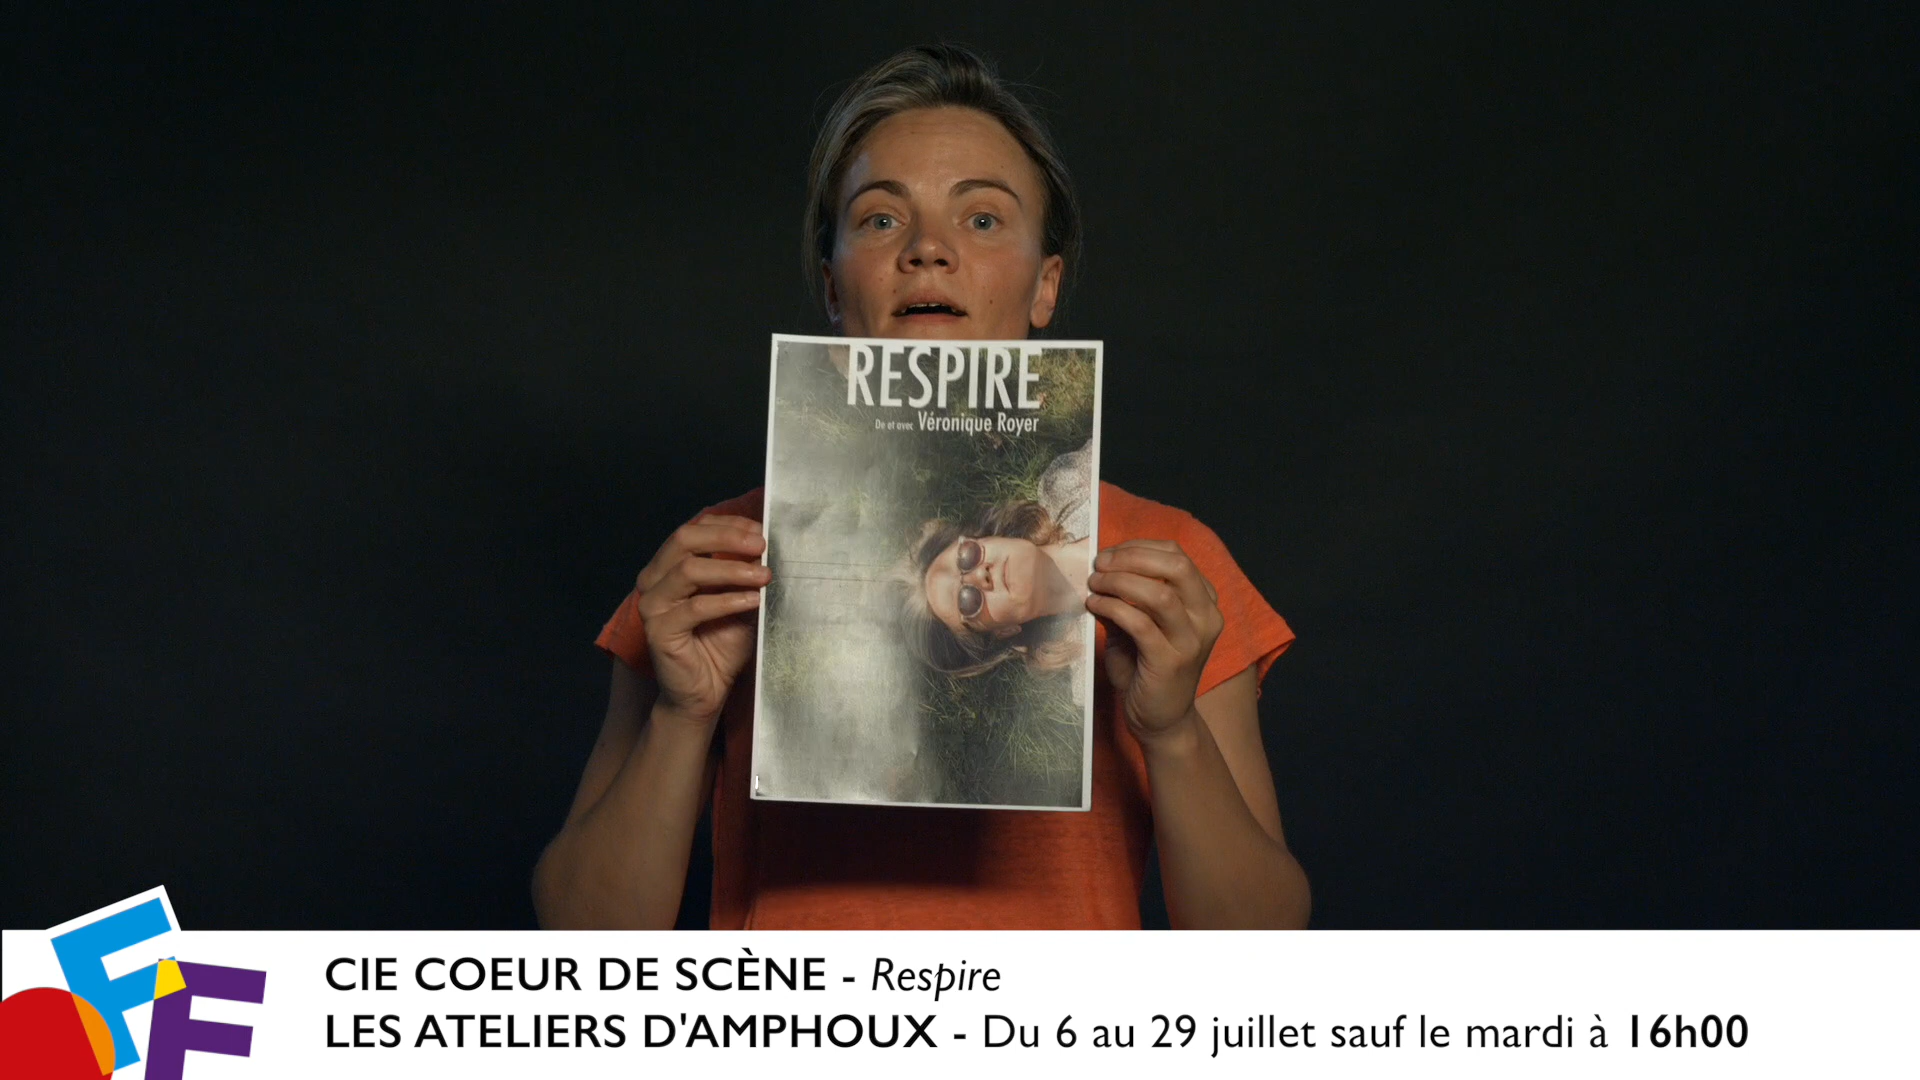 RESPIRE
De et avec Véronique Royer
CIE COEUR DE SCÈNE - Respire
LES ATELIERS D'AMPHOUX - Du 6 au 29 juillet sauf le mardi à 16h00